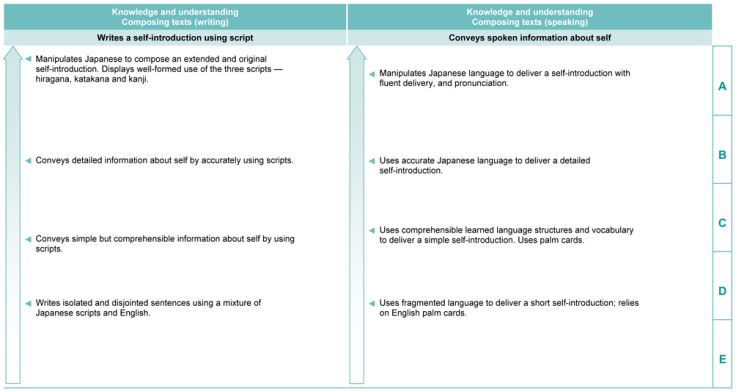 Knowledge and understanding
Composing texts (writing)
Writes a self-introduction using script
Manipulates Japanese to compose an extended and original
self-introduction. Displays well-formed use of the three scripts —
hiragana, katakana and kanji.
Conveys detailed information about self by accurately using scripts.
Conveys simple but comprehensible information about self by using
scripts.
Writes isolated and disjointed sentences using a mixture of
Japanese scripts and English.
Knowledge and understanding
Composing texts (speaking)
Conveys spoken information about self
Manipulates Japanese language to deliver a self-introduction with
fluent delivery, and pronunciation.
Uses accurate Japanese language to deliver a detailed
self-introduction.
Uses comprehensible learned language structures and vocabulary
to deliver a simple self-introduction. Uses palm cards.
Uses fragmented language to deliver a short self-introduction; relies
on English palm cards.
A
B
C
D
E